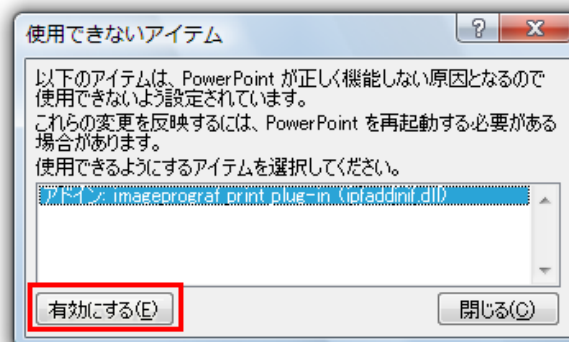 使用できないアイテム
以下のアイテムは、PowerPoint が正しく機能しない原因となるので
使用できないよう設定されています。
これらの変更を反映するには、PowerPoint を再起動する必要がある
場合があります。
使用できるようにするアイテムを選択してください。
アドイン: imageprograf print plug-in (ipfaddinif.dll)
有効にする(E)
閉じる(C)